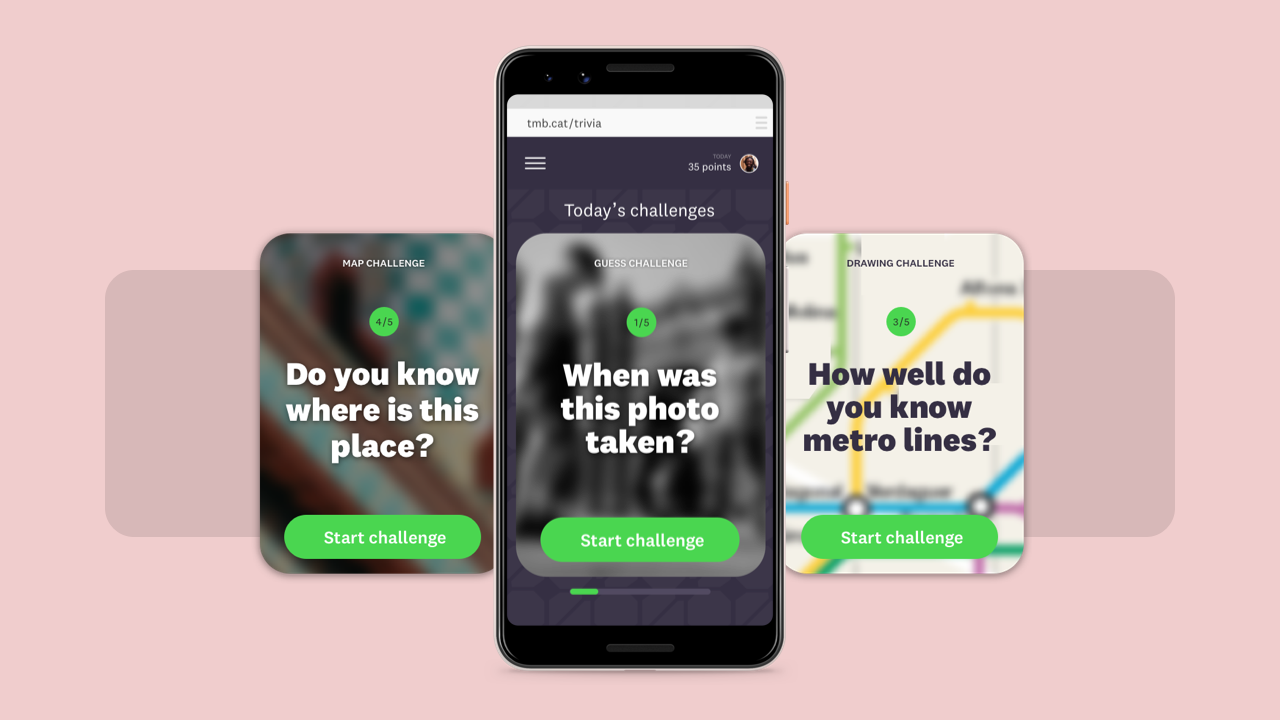 tmb.cat/trivia
TODAY
35 points
Today's challenges
MAP CHALLENGE
4/5
Do you know
where is this
place?
Start challenge
GUESS CHALLENGE
1/5
When was
this photo
taken?
Start challenge
DRAWING CHALLENGE
3/5
How well do
you know
metro lines?
Start challenge